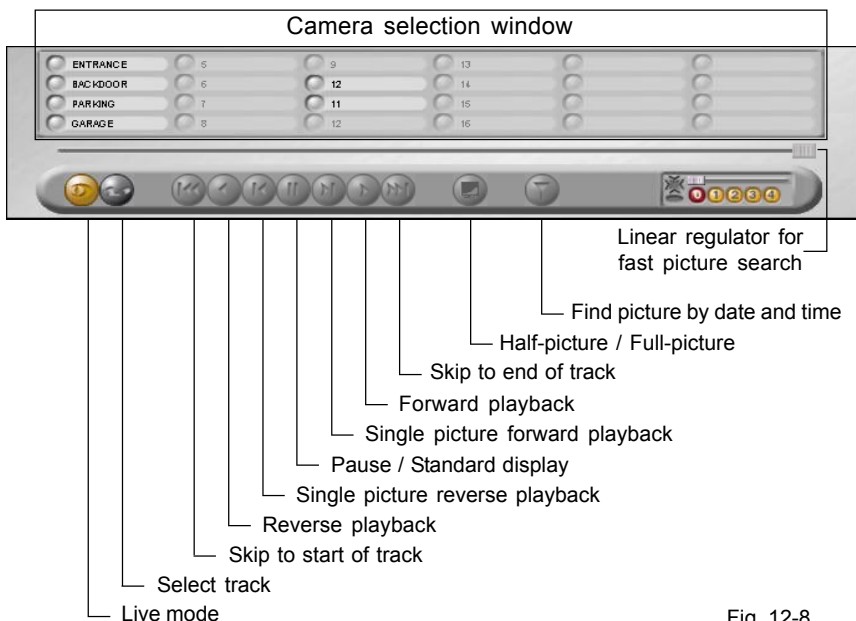 Camera selection window
ENTRANCE 5 9 13
BACKDOOR 6 12 14
PARKING 7 11 15
GARAGE 8 12 16
0 1 2 3 4
Linear regulator for
fast picture search
Find picture by date and time
Half-picture / Full-picture
Skip to end of track
Forward playback
Single picture forward playback
Pause / Standard display
Single picture reverse playback
Reverse playback
Skip to start of track
Select track
Live mode
Fig. 12-8